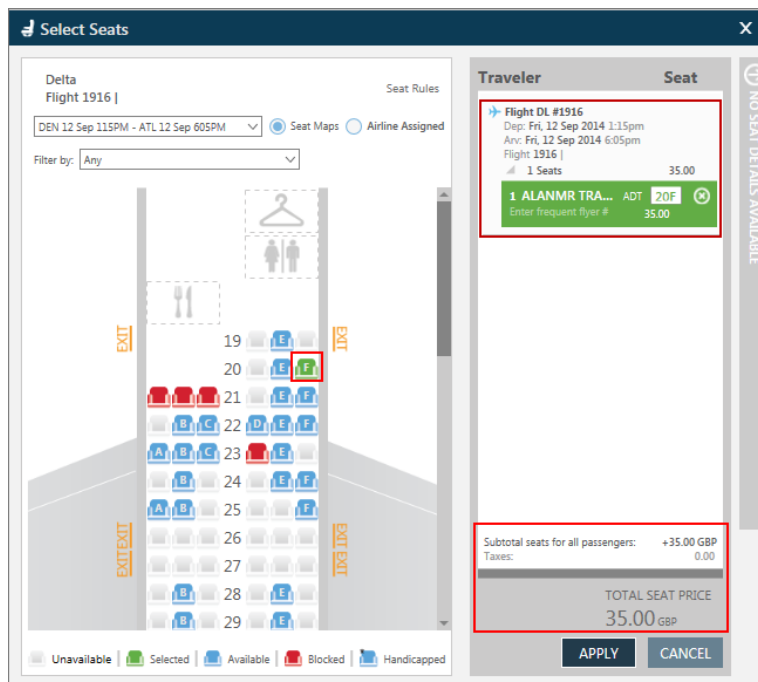 Select Seats
X
Delta
Flight 1916 |
Seat Rules
DEN 12 Sep 115PM - ATL 12 Sep 605PM
Seat Maps
Airline Assigned
Filter by: Any
EXIT
19 E
EXIT
20 E F
21 E F
B C 22 D E F
A B C 23 E
B 24 E F
A B 25 F
EXIT EXIT
26
EXIT EXIT
27
B 28 E
B 29 E
Unavailable | Selected | Available | Blocked | Handicapped
Traveler Seat
Flight DL #1916
Dep: Fri, 12 Sep 2014 1:15pm
Arv: Fri, 12 Sep 2014 6:05pm
Flight 1916 |
1 Seats 35.00
1 ALANMR TRA... ADT 20F
Enter frequent flyer # 35.00
Subtotal seats for all passengers: +35.00 GBP
Taxes: 0.00
TOTAL SEAT PRICE
35.00 GBP
APPLY CANCEL
NO SEAT DETAILS AVAILABLE